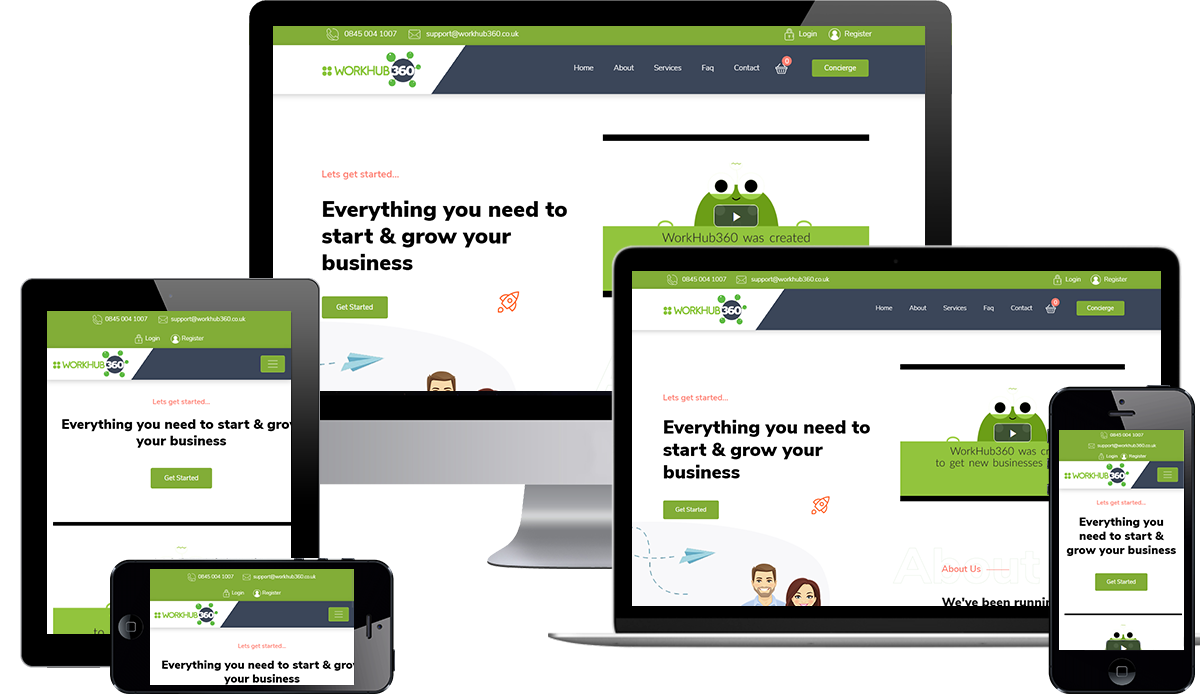 0845 004 1007 support@workhub360.co.uk Login Register
WORKHUB360 Home About Services Faq Contact 0 Concierge
Lets get started...
Everything you need to
start & grow your
business
Get Started
WorkHub360 was created
0845 004 1007 support@workhub360.co.uk Login Register
WORKHUB360 Home About Services Faq Contact 0 Concierge
Lets get started...
Everything you need to
start & grow your
business
Get Started
WorkHub360 was cr
to get new businesses
About
About Us
We've been runnin
0845 004 1007 support@workhub360.co.uk
Login Register
WORKHUB360
Lets get started...
Everything you need to start & grov
your business
Get Started
to
0845 004 1007 support@workhub360.co.uk
Login Register
WORKHUB360
Lets get started...
Everything you need to start & grov
your business
0845 004 1007
support@workhub360.co.uk
Login Register
WORKHUB360
Lets get started...
Everything you
need to start &
grow your business
Get Started